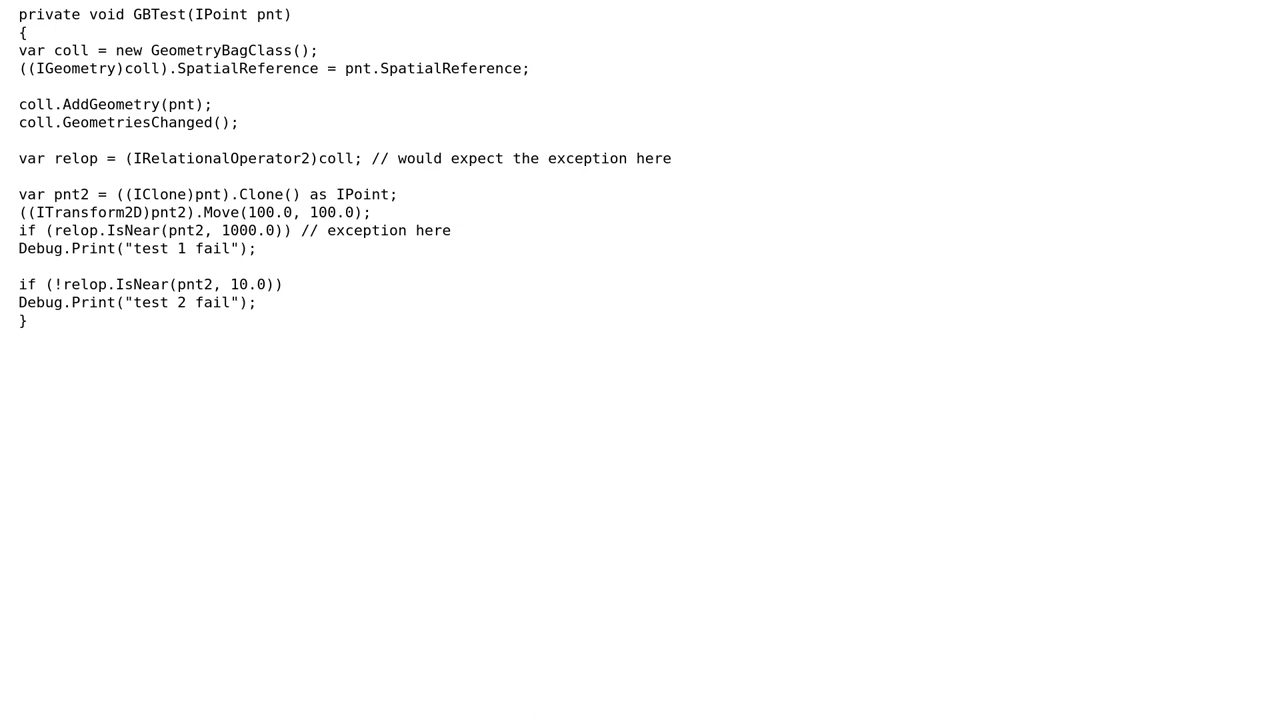 private void GBTest(IPoint pnt)
{
var coll = new GeometryBagClass();
((IGeometry)coll).SpatialReference = pnt.SpatialReference;
coll.AddGeometry(pnt);
coll.GeometriesChanged();
var relop = (IRelationalOperator2)coll; // would expect the exception here
var pnt2 = ((IClone)pnt).Clone() as IPoint;
((ITransform2D)pnt2).Move(100.0, 100.0);
if (relop.IsNear(pnt2, 1000.0)) // exception here
Debug.Print("test 1 fail");
if (!relop.IsNear(pnt2, 10.0))
Debug.Print("test 2 fail");
}